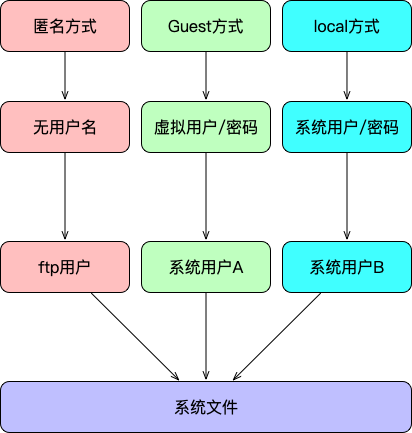 匿名方式
Guest方式
local方式
无用户名
虚拟用户/密码
系统用户/密码
ftp用户
系统用户A
系统用户B
系统文件